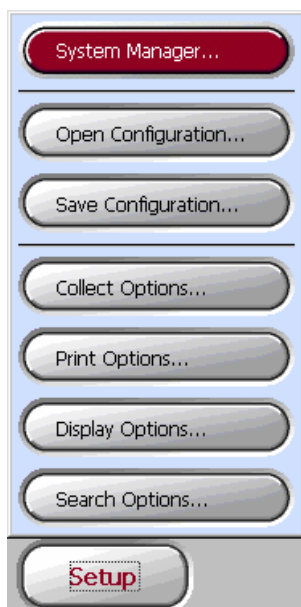 System Manager...
Open Configuration...
Save Configuration...
Collect Options...
Print Options...
Display Options...
Search Options...
Setup